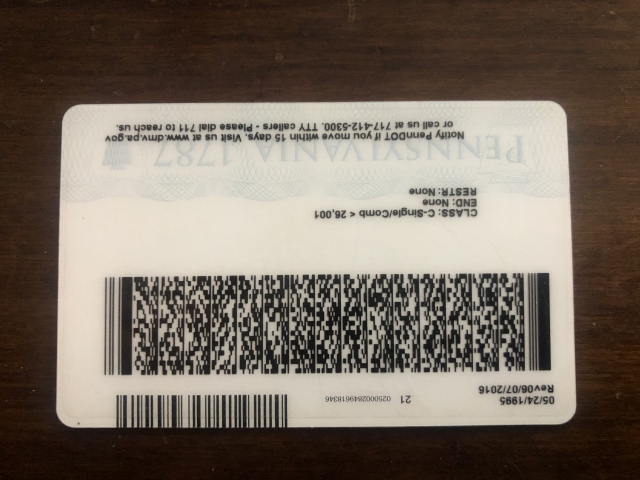 05/24/1995 21 02500002849618346
Rev06/07/2016
CLASS: C-Single/Comb < 26,001
END: None
RESTR: None
PENNSYLVANIA 1787
Notify PennDOT if you move within 15 days. Visit us at www.dmv.pa.gov
or call us at 717-412-5300. TTY callers - Please dial 711 to reach us.